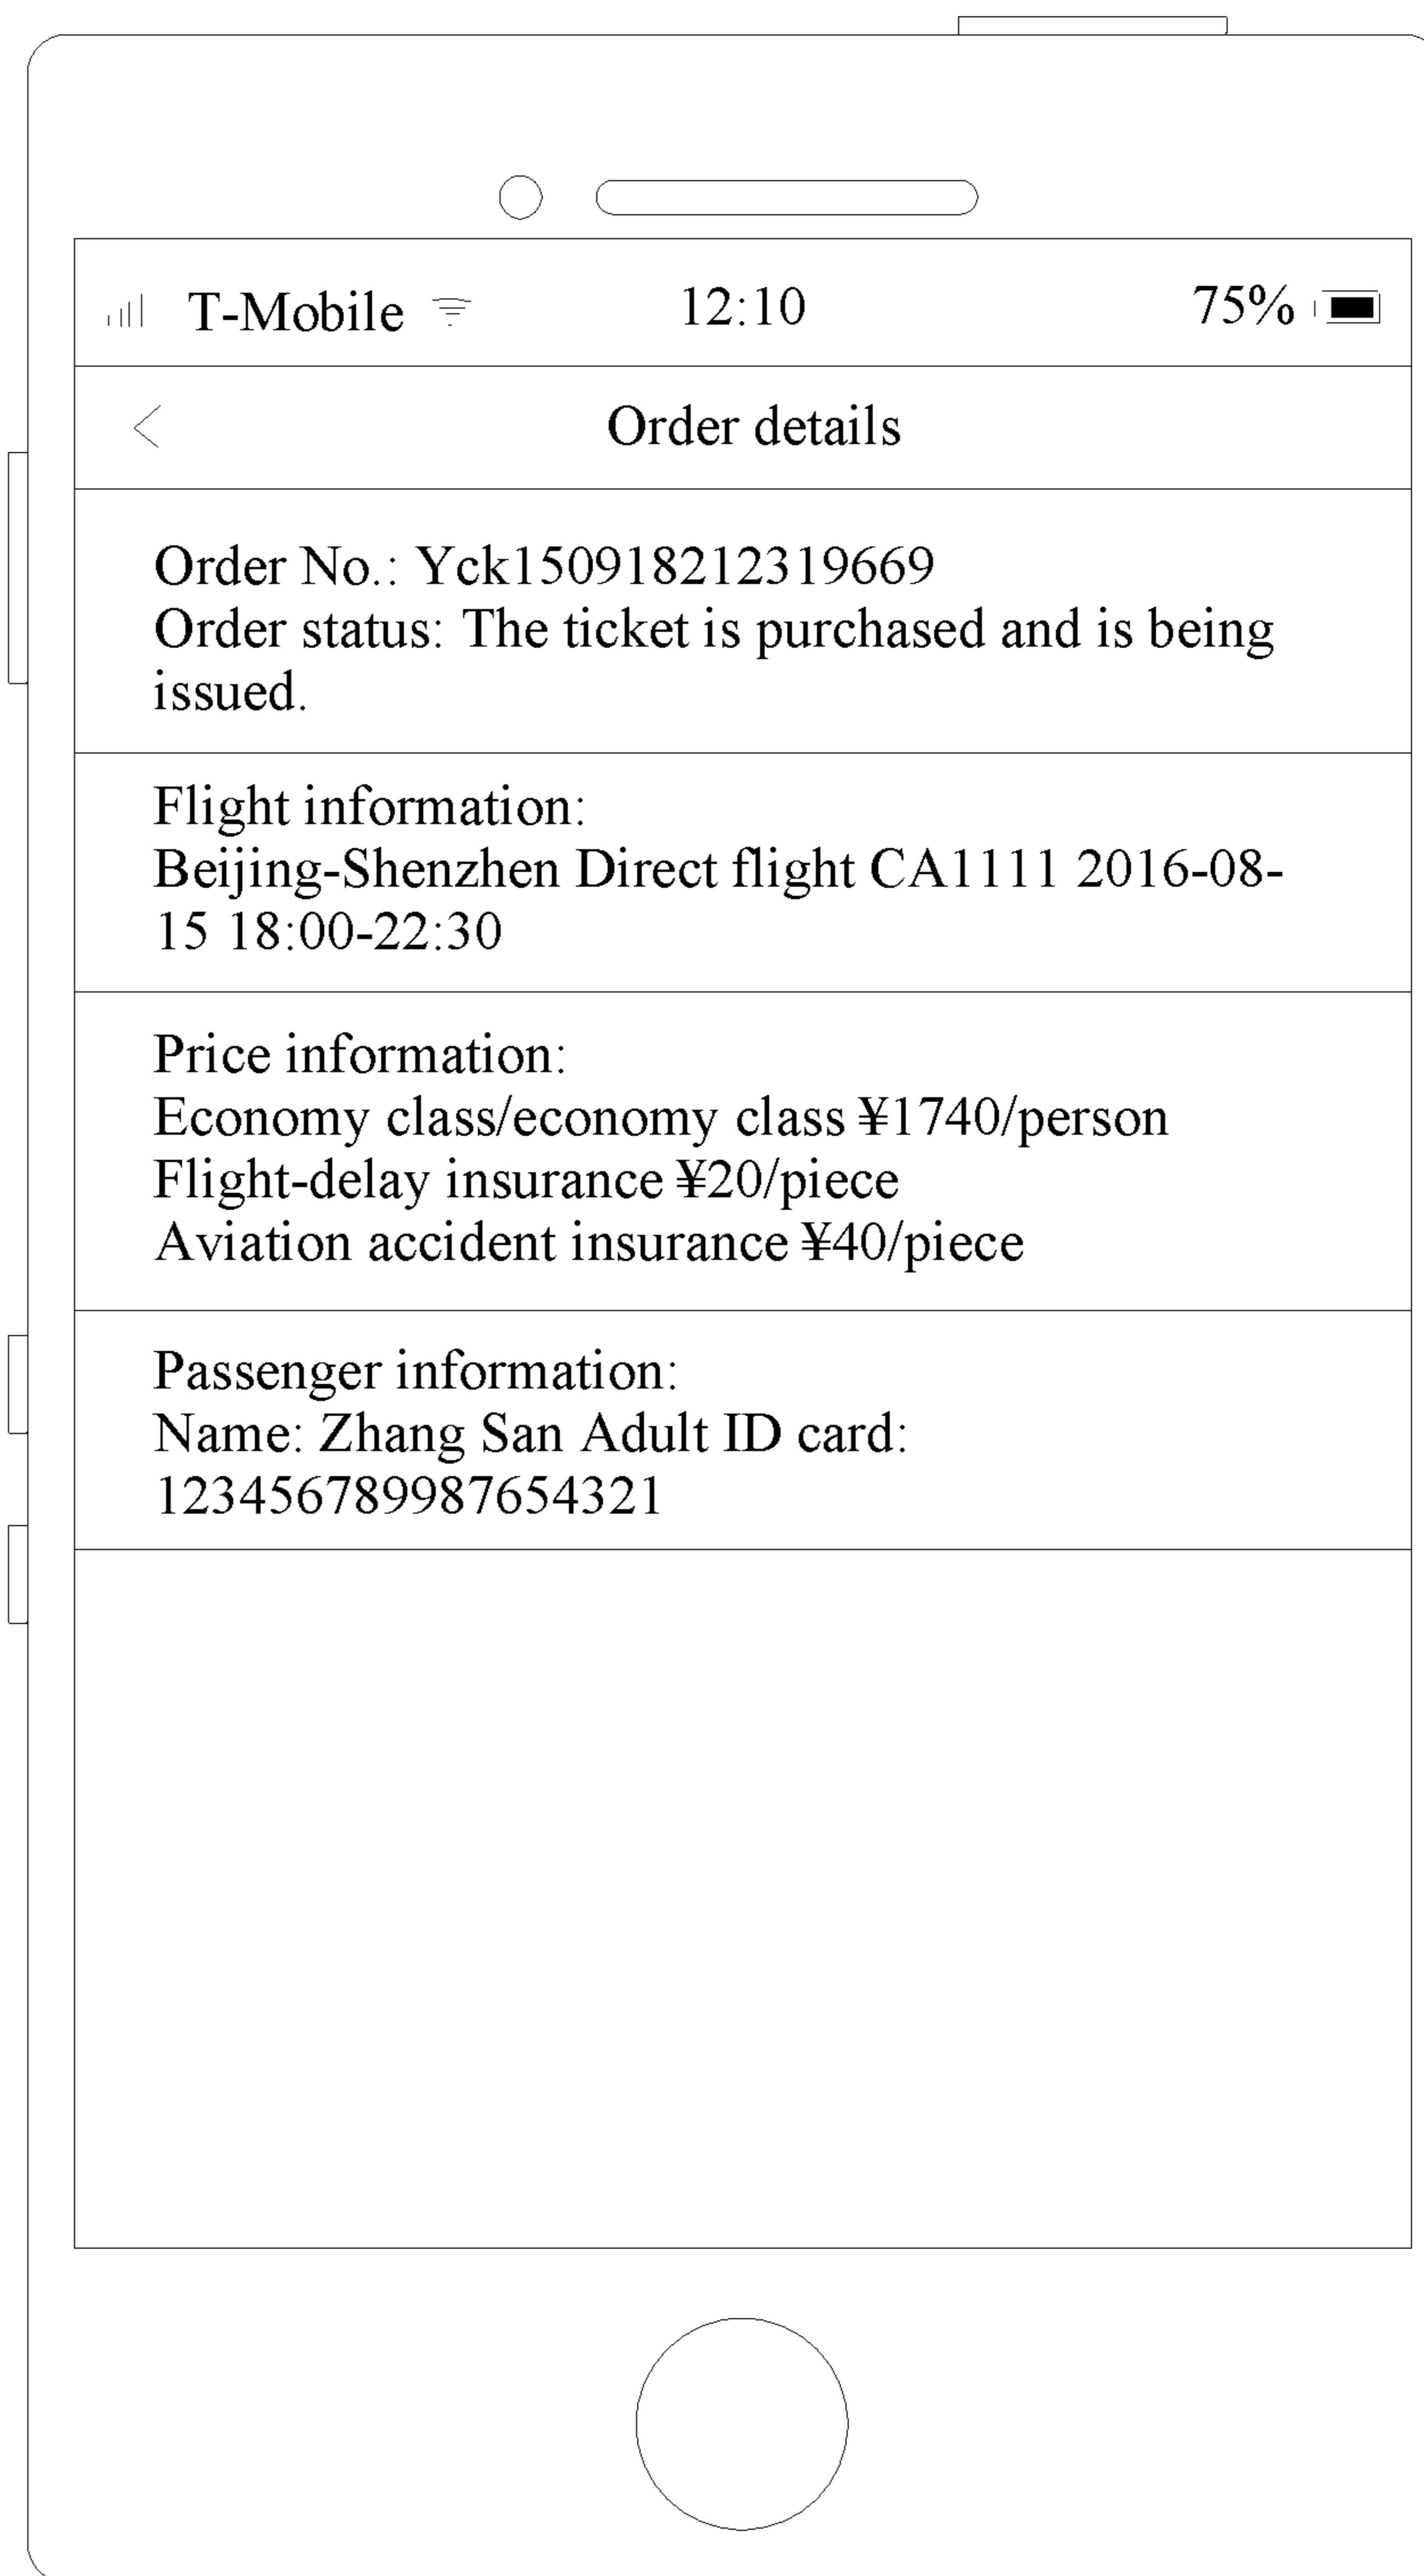 T-Mobile 12:10 75%
Order details
Order No.: Yck150918212319669
Order status: The ticket is purchased and is being
issued.
Flight information:
Beijing-Shenzhen Direct flight CA1111 2016-08-
15 18:00-22:30
Price information:
Economy class/economy class ¥1740/person
Flight-delay insurance ¥20/piece
Aviation accident insurance ¥40/piece
Passenger information:
Name: Zhang San Adult ID card:
123456789987654321